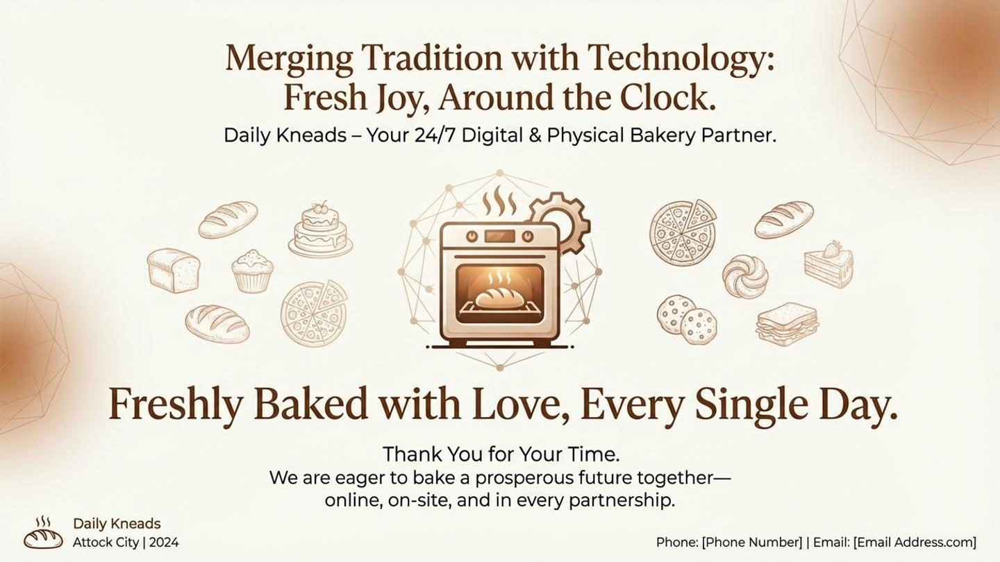 Merging Tradition with Technology:
Fresh Joy, Around the Clock.
Daily Kneads – Your 24/7 Digital & Physical Bakery Partner.
Freshly Baked with Love, Every Single Day.
Thank You for Your Time.
We are eager to bake a prosperous future together—
online, on-site, and in every partnership.
Daily Kneads
Attock City | 2024
Phone: [Phone Number] | Email: [Email Address.com]